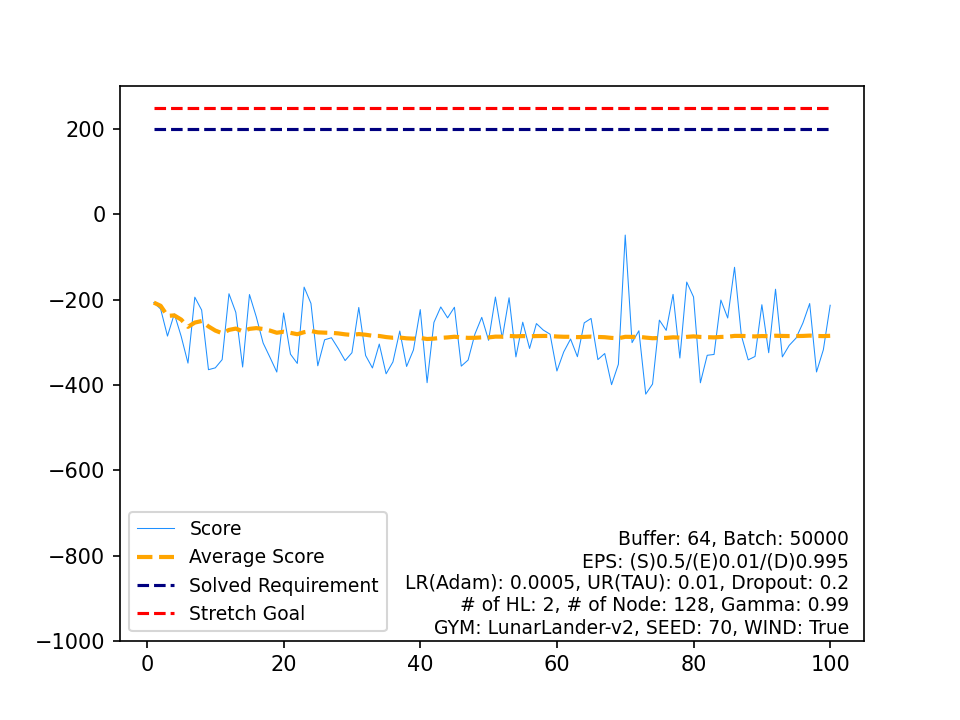 200
0
−200
−400
−600
−800
−1000
0 20 40 60 80 100
Score
Average Score
Solved Requirement
Stretch Goal
Buffer: 64, Batch: 50000
EPS: (S)0.5/(E)0.01/(D)0.995
LR(Adam): 0.0005, UR(TAU): 0.01, Dropout: 0.2
# of HL: 2, # of Node: 128, Gamma: 0.99
GYM: LunarLander-v2, SEED: 70, WIND: True